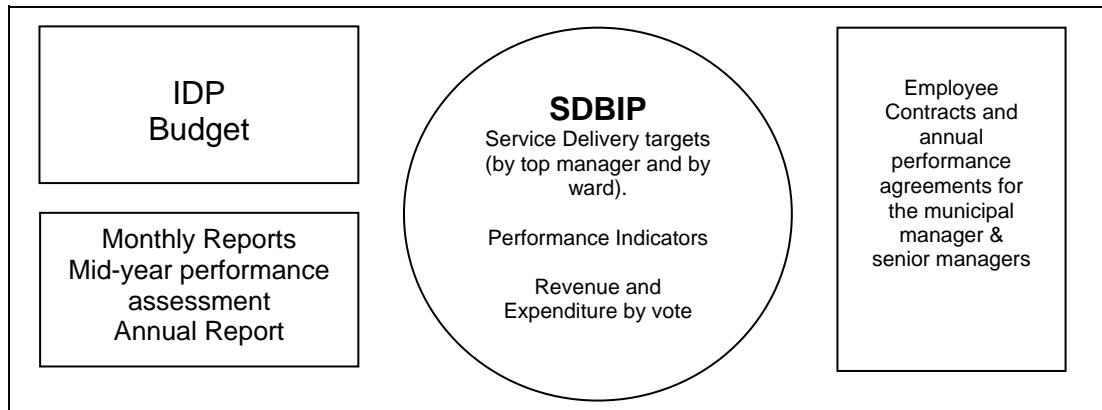 IDP
Budget
Monthly Reports
Mid-year performance
assessment
Annual Report
SDBIP
Service Delivery targets
(by top manager and by
ward).
Performance Indicators
Revenue and
Expenditure by vote
Employee
Contracts and
annual
performance
agreements for
the municipal
manager &
senior managers